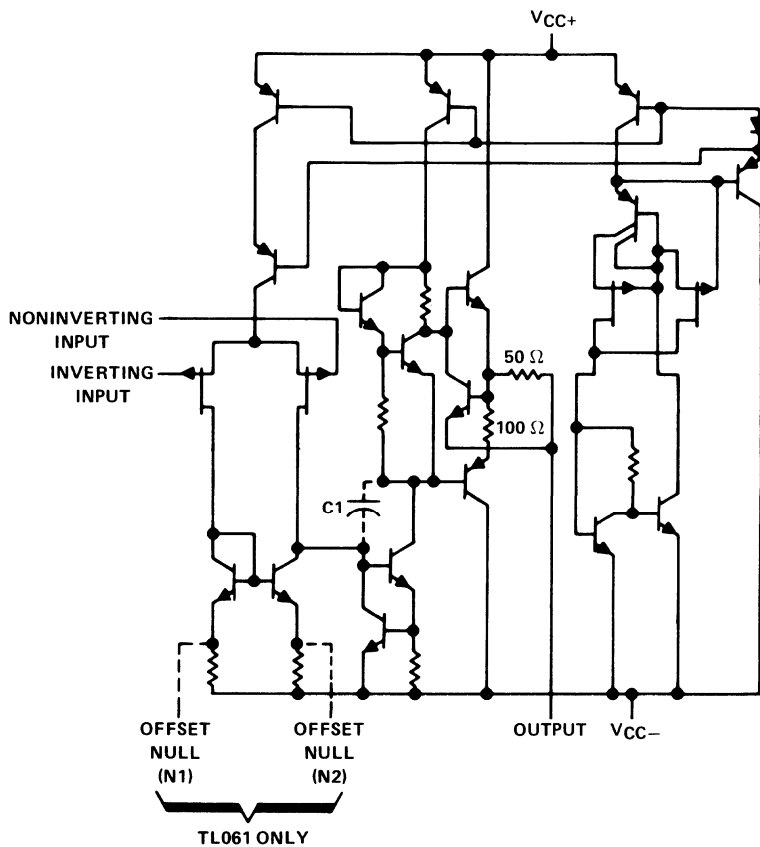 VCC+
NONINVERTING
INPUT
INVERTING
INPUT
50 Ω
100 Ω
C1
OFFSET
NULL
(N1)
OFFSET
NULL
(N2)
OUTPUT
VCC−
TL061 ONLY